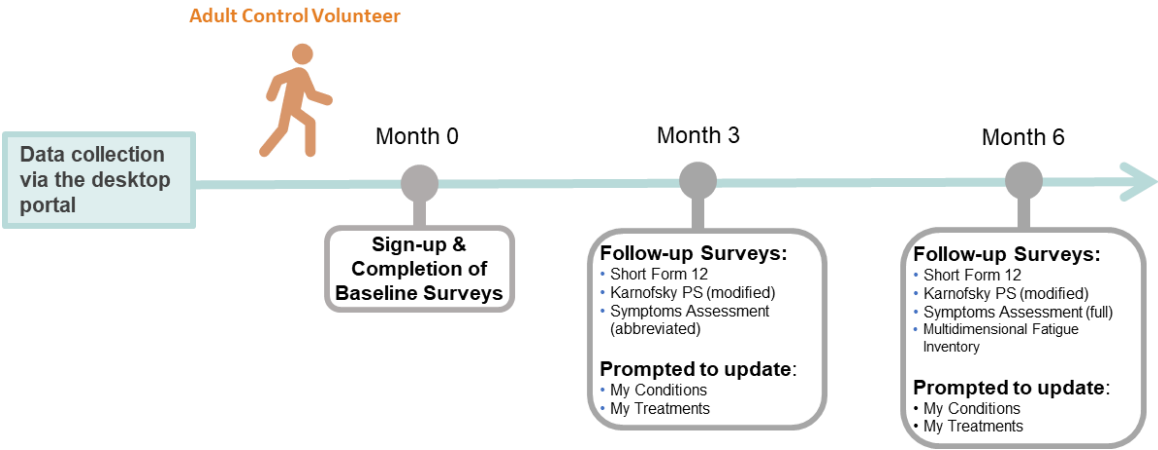 Adult Control Volunteer
Data collection
via the desktop
portal
Month 0
Sign-up &
Completion of
Baseline Surveys
Month 3
Follow-up Surveys:
• Short Form 12
• Karnofsky PS (modified)
• Symptoms Assessment
(abbreviated)
Prompted to update:
• My Conditions
• My Treatments
Month 6
Follow-up Surveys:
• Short Form 12
• Karnofsky PS (modified)
• Symptoms Assessment (full)
• Multidimensional Fatigue
Inventory
Prompted to update:
• My Conditions
• My Treatments